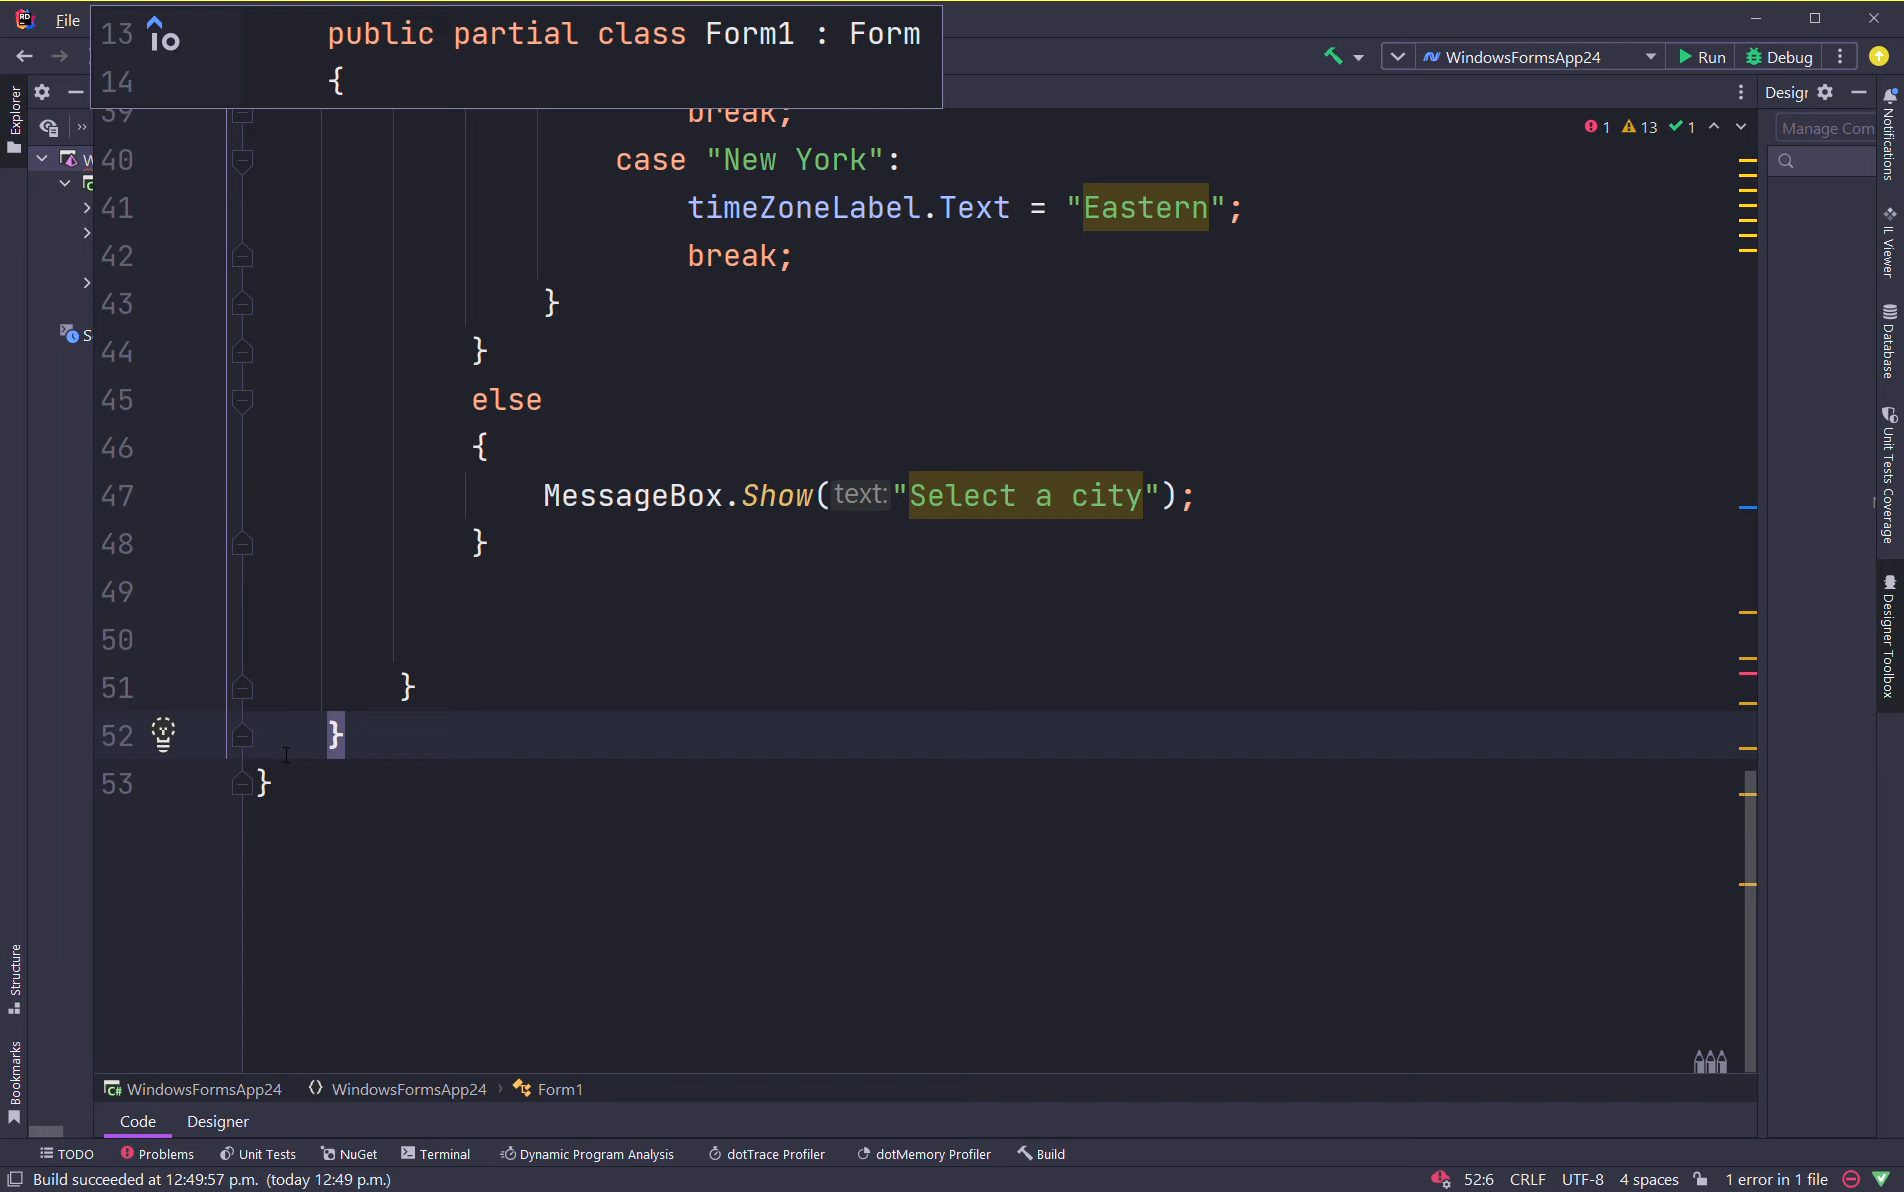 File
13 public partial class Form1 : Form
14 {
WindowsFormsApp24
Run
Debug
Explorer
39 break;
1 13 1
40 case "New York":
41 timeZoneLabel.Text = "Eastern";
42 break;
43 }
44 }
45 else
46 {
47 MessageBox.Show(text:"Select a city");
48 }
49
50
51 }
52 }
53 }
Manage Com
Notifications
IL Viewer
Database
Unit Tests Coverage
Designer Toolbox
Structure
Bookmarks
WindowsFormsApp24 WindowsFormsApp24 Form1
Code Designer
TODO Problems Unit Tests NuGet Terminal Dynamic Program Analysis dotTrace Profiler dotMemory Profiler Build
Build succeeded at 12:49:57 p.m. (today 12:49 p.m.) 52:6 CRLF UTF-8 4 spaces 1 error in 1 file